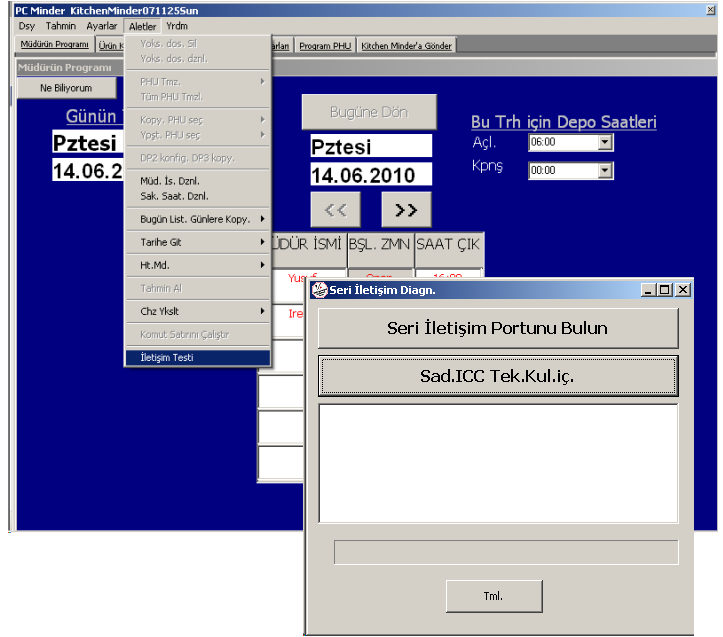 PC Minder KitchenMinder071125Sun
Dsy Tahmin Ayarlar Aletler Yrdm
Müdürün Programı Ürün K Program PHU Kitchen Minder'a Gönder
Müdürün Programı
Ne Biliyorum
Günün
Pztesi
14.06.2
Yoks. dos. Sil
Yoks. dos. dznl.
PHU Tmz.
Tüm PHU Tmzl.
Kopy. PHU seç
Ypşt. PHU seç
DP2 konfig. DP3 kopy.
Müd. İs. Dznl.
Sak. Saat. Dznl.
Bugün List. Günlere Kopy.
Tarihe Git
Ht.Md.
Tahmin Al
Chz Ykslt
Komut Satırını Çalıştır
İletişim Testi
Bugüne Dön
Pztesi
14.06.2010
<< >>
Bu Trh için Depo Saatleri
Açl. 06:00
Kpnş 00:00
ÜDÜR İSMİ BŞL. ZMN SAAT ÇIK
Yusuf
Ire
Seri İletişim Diagn.
Seri İletişim Portunu Bulun
Sad.ICC Tek.Kul.iç.
Tml.